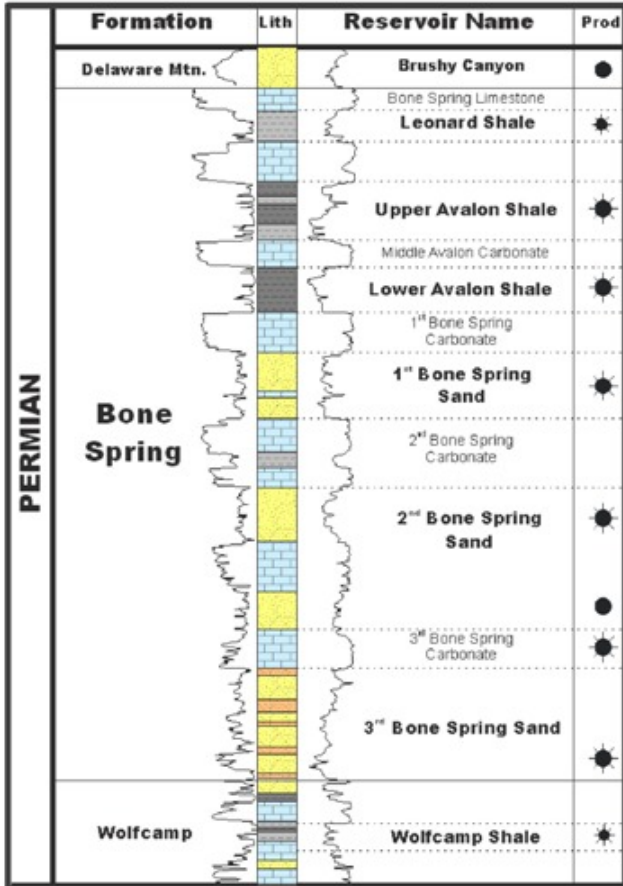 Formation Lith Reservoir Name Prod
PERMIAN
Delaware Mtn. Brushy Canyon
Bone Spring Limestone
Leonard Shale
Upper Avalon Shale
Middle Avalon Carbonate
Lower Avalon Shale
1st Bone Spring
Carbonate
1st Bone Spring
Sand
Bone
Spring
2nd Bone Spring
Carbonate
2nd Bone Spring
Sand
3rd Bone Spring
Carbonate
3rd Bone Spring Sand
Wolfcamp Wolfcamp Shale